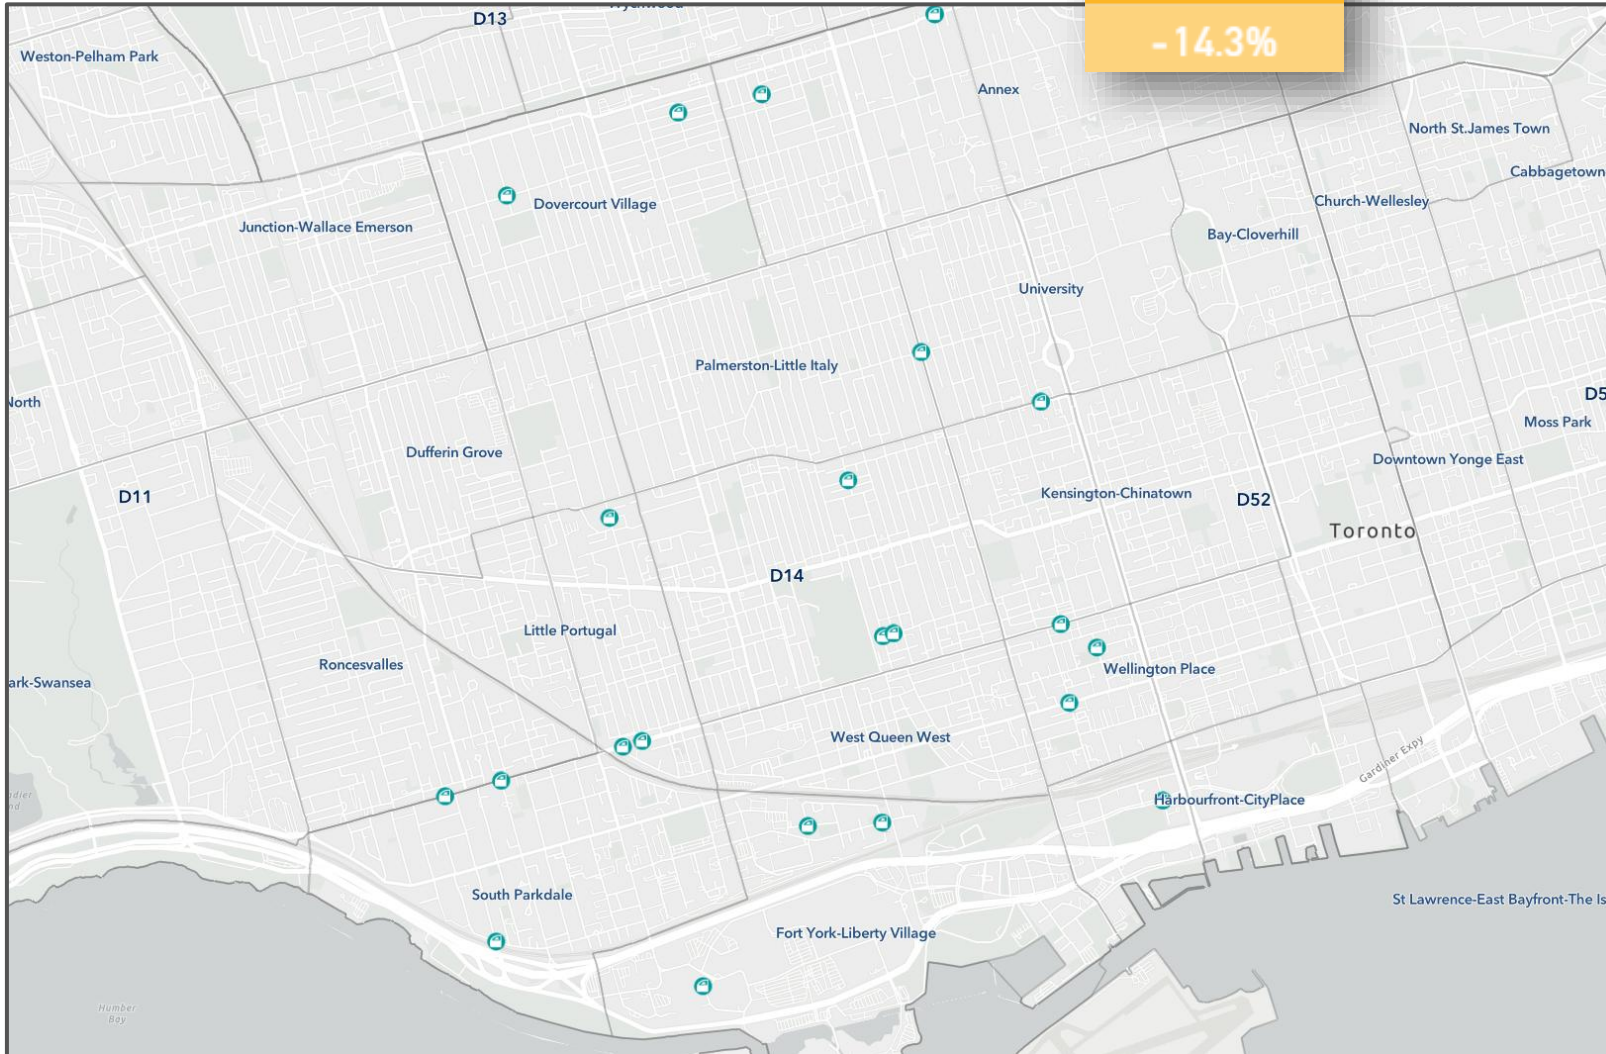 D13
-14.3%
Weston-Pelham Park
Annex
North St.James Town
Cabbagetown
Church-Wellesley
Dovercourt Village
Junction-Wallace Emerson
Bay-Cloverhill
University
Palmerston-Little Italy
North
D5
Moss Park
Dufferin Grove
Downtown Yonge East
D11
Kensington-Chinatown
D52
Toronto
D14
Little Portugal
Roncesvalles
Wellington Place
ark-Swansea
West Queen West
Gardiner Expy
Harbourfront-CityPlace
South Parkdale
St Lawrence-East Bayfront-The Is
Fort York-Liberty Village
Humber
Bay